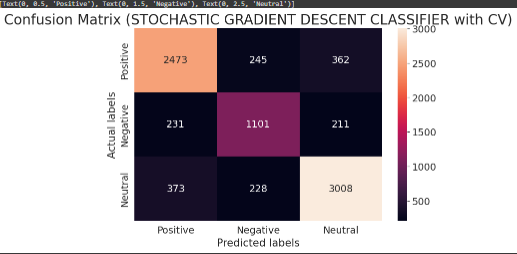 [Text(0, 0.5, 'Positive'), Text(0, 1.5, 'Negative'), Text(0, 2.5, 'Neutral')]
Confusion Matrix (STOCHASTIC GRADIENT DESCENT CLASSIFIER with CV)
Actual labels
Positive
2473 245 362
Negative
231 1101 211
Neutral
373 228 3008
Positive Negative Neutral
Predicted labels
3000
2500
2000
1500
1000
500